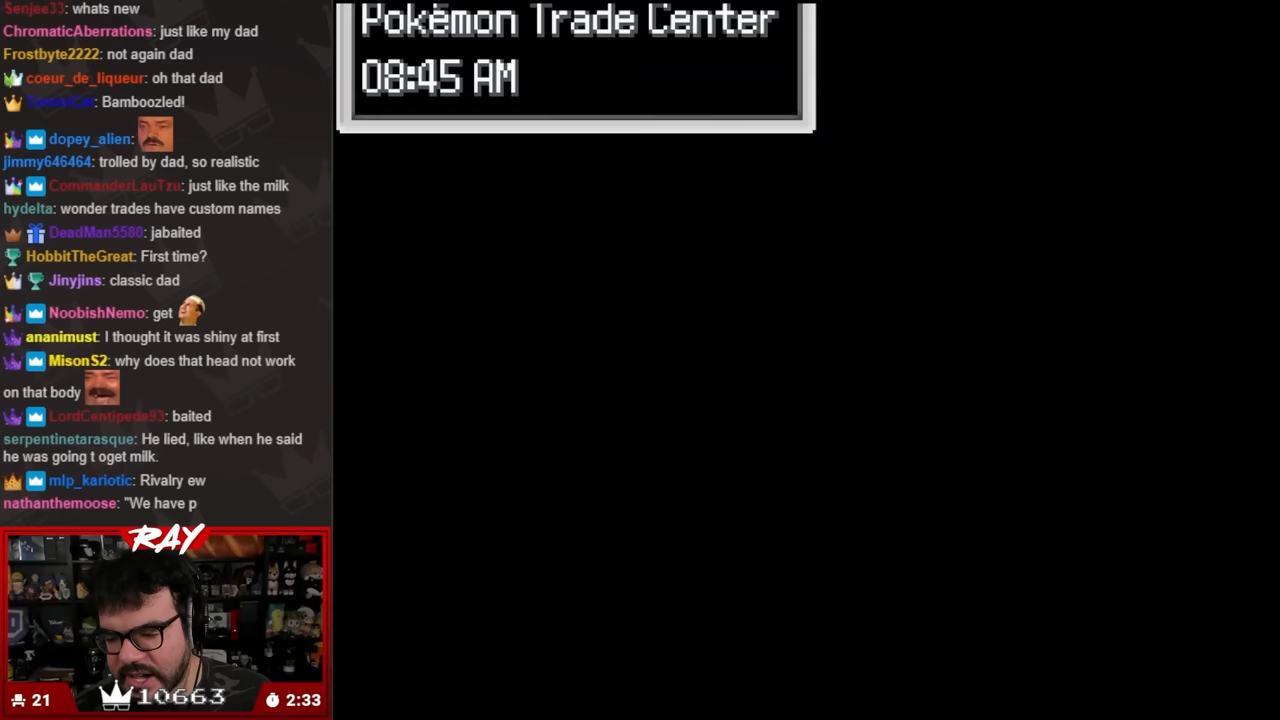 Senjee33: whats new
ChromaticAberrations: just like my dad
Frostbyte2222: not again dad
coeur_de_liqueur: oh that dad
: Bamboozled!
dopey_alien:
jimmy646464: trolled by dad, so realistic
CommanderLauTzu: just like the milk
hydelta: wonder trades have custom names
DeadMan5580: jabaited
HobbitTheGreat: First time?
Jinyjins: classic dad
NoobishNemo: get
ananimust: I thought it was shiny at first
MisonS2: why does that head not work
on that body
LordCentipede93: baited
serpentinetarasque: He lied, like when he said
he was going t oget milk.
mlp_kariotic: Rivalry ew
nathanthemoose: "We have p
RAY
21
10663
2:33
Pokémon Trade Center
08:45 AM